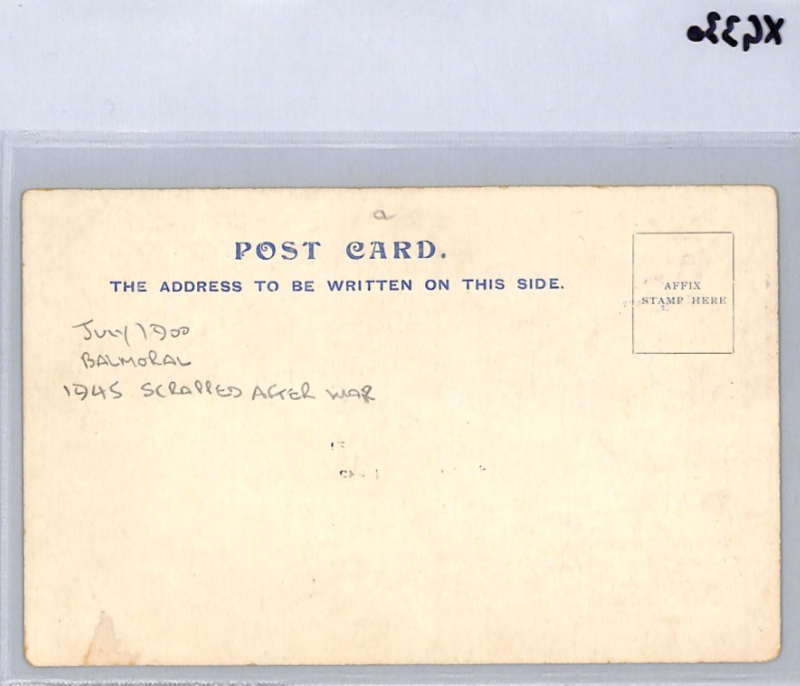 XG33a
a
POST CARD.
THE ADDRESS TO BE WRITTEN ON THIS SIDE.
AFFIX
STAMP HERE
JULY 1900
BALMORAL
1945 SCRAPPED AFTER WAR